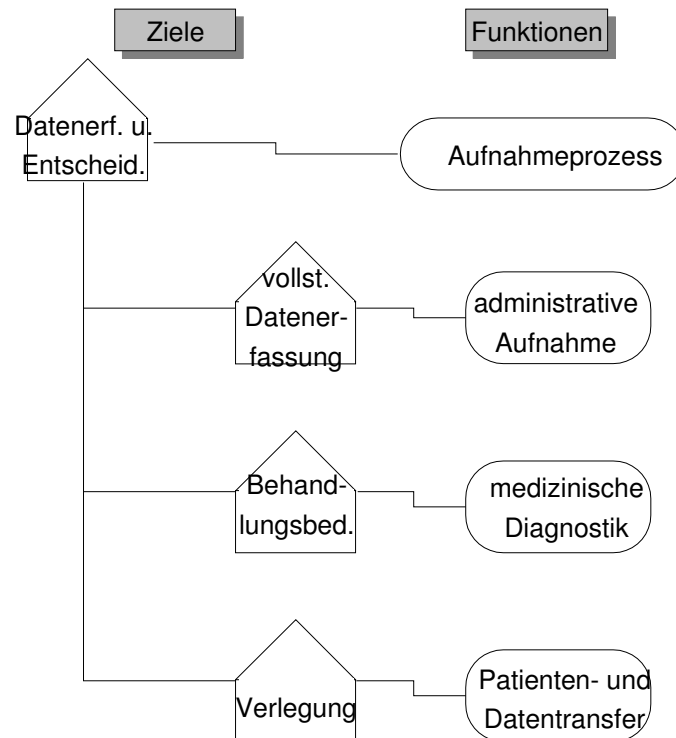 Ziele
Funktionen
Datenerf. u.
Entscheid.
Aufnahmeprozess
vollst.
Datener-
fassung
administrative
Aufnahme
Behand-
lungsbed.
medizinische
Diagnostik
Verlegung
Patienten- und
Datentransfer